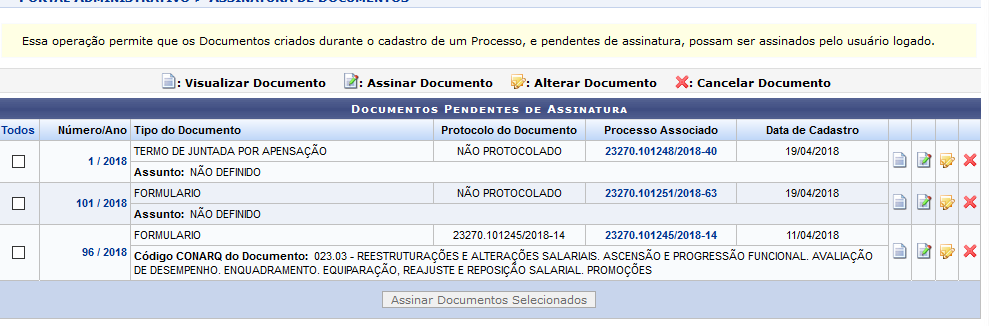 PORTAL ADMINISTRATIVO > ASSINATURA DE DOCUMENTOS
Essa operação permite que os Documentos criados durante o cadastro de um Processo, e pendentes de assinatura, possam ser assinados pelo usuário logado.
: Visualizar Documento : Assinar Documento : Alterar Documento : Cancelar Documento
DOCUMENTOS PENDENTES DE ASSINATURA
Todos Número/Ano Tipo do Documento Protocolo do Documento Processo Associado Data de Cadastro
1 / 2018 TERMO DE JUNTADA POR APENSAÇÃO NÃO PROTOCOLADO 23270.101248/2018-40 19/04/2018
Assunto: NÃO DEFINIDO
101 / 2018 FORMULARIO NÃO PROTOCOLADO 23270.101251/2018-63 19/04/2018
Assunto: NÃO DEFINIDO
96 / 2018 FORMULARIO 23270.101245/2018-14 23270.101245/2018-14 11/04/2018
Código CONARQ do Documento: 023.03 - REESTRUTURAÇÕES E ALTERAÇÕES SALARIAIS. ASCENSÃO E PROGRESSÃO FUNCIONAL. AVALIAÇÃO
DE DESEMPENHO. ENQUADRAMENTO. EQUIPARAÇÃO, REAJUSTE E REPOSIÇÃO SALARIAL. PROMOÇÕES
Assinar Documentos Selecionados